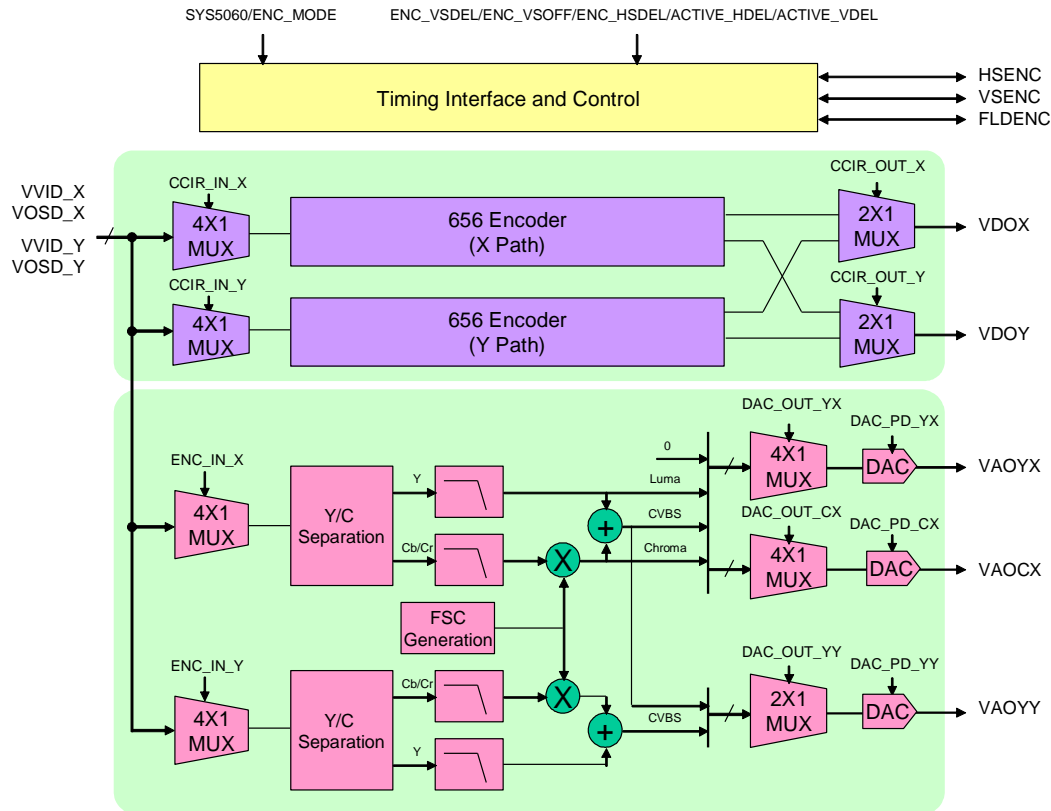 SYS5060/ENC_MODE
ENC_VSDEL/ENC_VSOFF/ENC_HSDEL/ACTIVE_HDEL/ACTIVE_VDEL
Timing Interface and Control
HSENC
VSENC
FLDENC
VVID_X
VOSD_X
VVID_Y
VOSD_Y
CCIR_IN_X
4X1
MUX
656 Encoder
(X Path)
CCIR_OUT_X
2X1
MUX
VDOX
CCIR_IN_Y
4X1
MUX
656 Encoder
(Y Path)
CCIR_OUT_Y
2X1
MUX
VDOY
ENC_IN_X
4X1
MUX
Y/C
Separation
Y
Cb/Cr
X
+
0
Luma
CVBS
Chroma
DAC_OUT_YX
4X1
MUX
DAC_PD_YX
DAC
VAOYX
DAC_OUT_CX
4X1
MUX
DAC_PD_CX
DAC
VAOCX
FSC
Generation
ENC_IN_Y
4X1
MUX
Y/C
Separation
Cb/Cr
Y
X
+
CVBS
DAC_OUT_YY
2X1
MUX
DAC_PD_YY
DAC
VAOYY